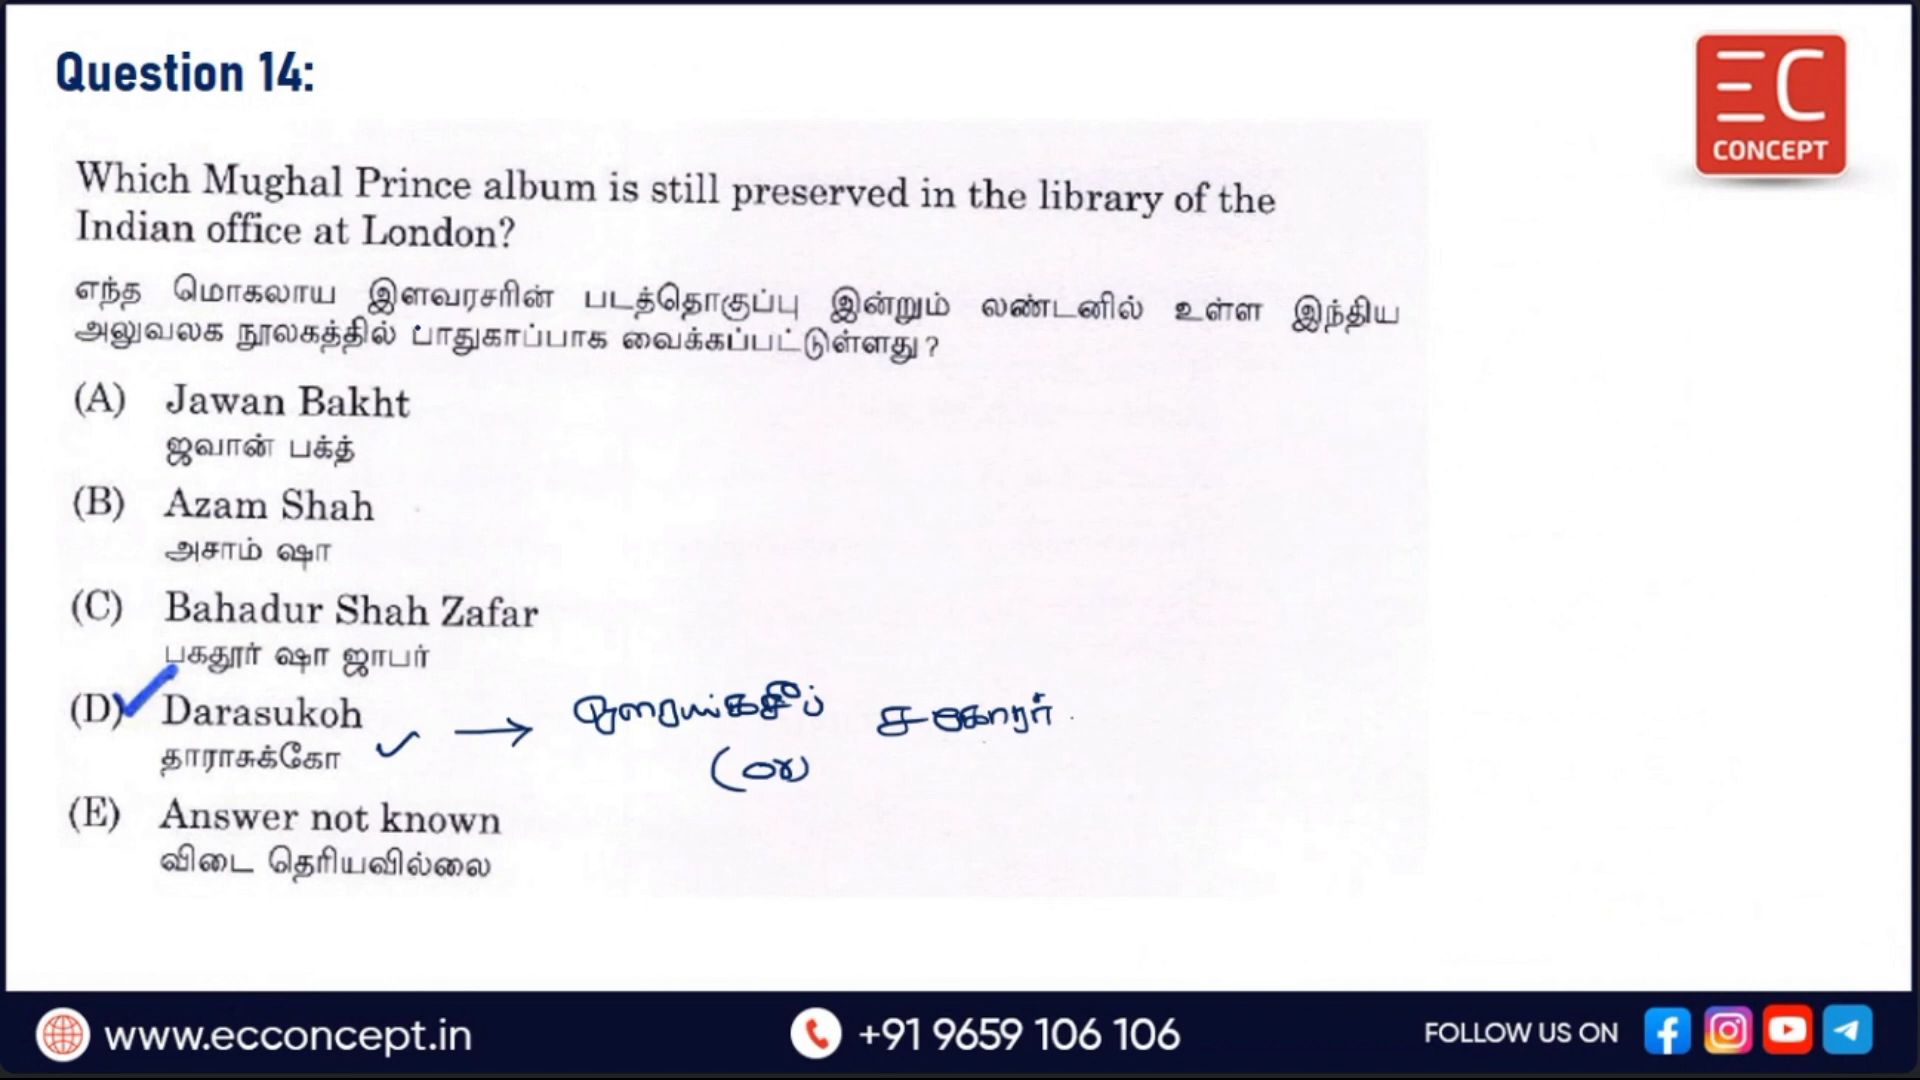 Question 14:
EC
CONCEPT
Which Mughal Prince album is still preserved in the library of the
Indian office at London?
எந்த மொகலாய இளவரசரின் படத்தொகுப்பு இன்றும் லண்டனில் உள்ள இந்திய
அலுவலக நூலகத்தில் பாதுகாப்பாக வைக்கப்பட்டுள்ளது?
(A) Jawan Bakht
ஜவான் பக்த்
(B) Azam Shah
அசாம் ஷா
(C) Bahadur Shah Zafar
பகதூர் ஷா ஜாபர்
(D) Darasukoh
தாராசுக்கோ
→ சகோரர்
(E) Answer not known
விடை தெரியவில்லை
www.ecconcept.in
+91 9659 106 106
FOLLOW US ON